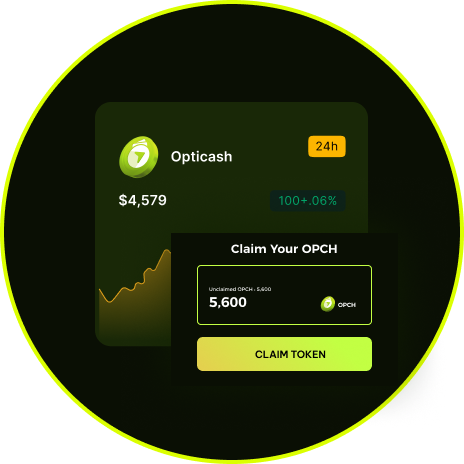 Opticash
24h
$4,579
100+.06%
Claim Your OPCH
Unclaimed OPCH : 5,600
5,600
OPCH
CLAIM TOKEN